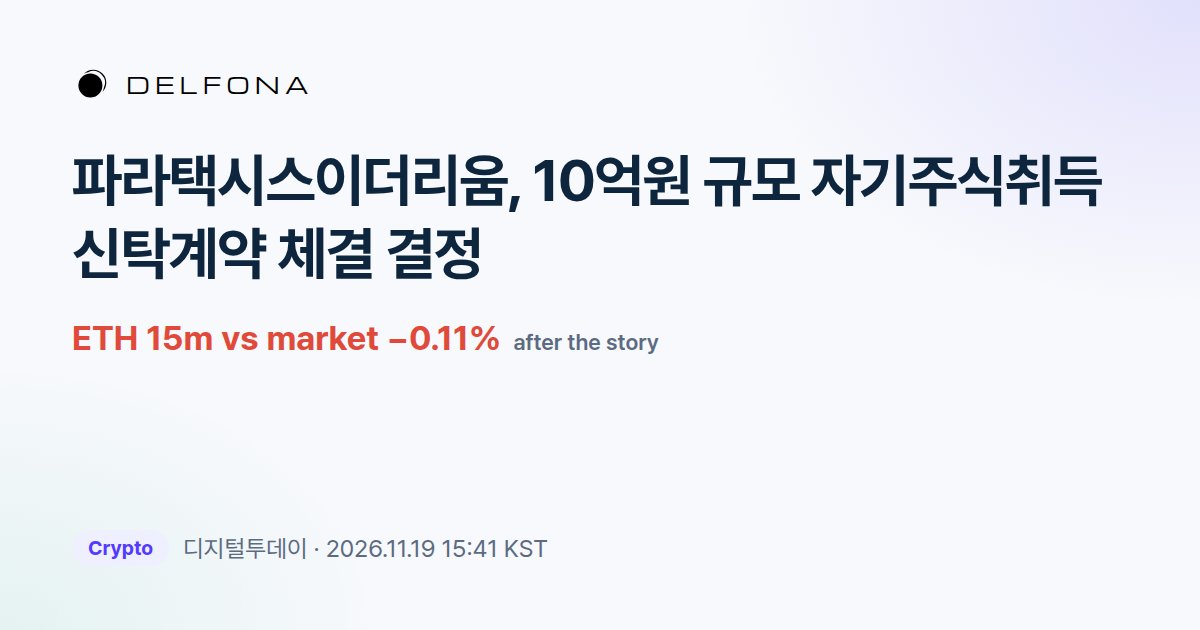 DELFONA
파라택시스이더리움, 10억원 규모 자기주식취득
신탁계약 체결 결정
ETH 15m vs market −0.11% after the story
Crypto 디지털투데이 · 2026.11.19 15:41 KST